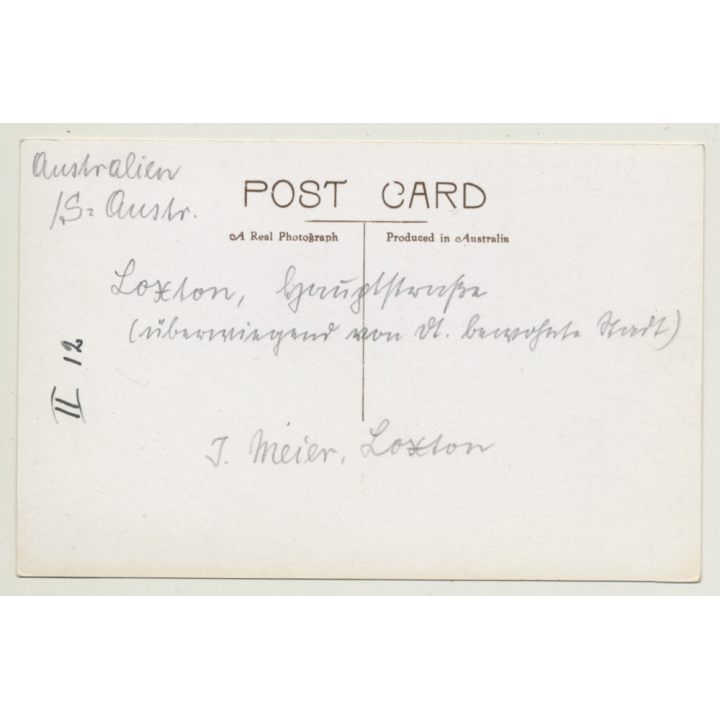 Australien
/S= Austr.
POST CARD
A Real Photograph
Produced in Australia
Loxton, Hauptstraße
(überwiegend von dt. bewohnte Stadt)
II 12
J. Meier, Loxton